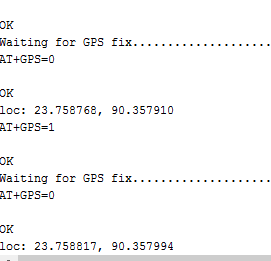 OK
Waiting for GPS fix....................
AT+GPS=0
OK
loc: 23.758768, 90.357910
AT+GPS=1
OK
Waiting for GPS fix....................
AT+GPS=0
OK
loc: 23.758817, 90.357994